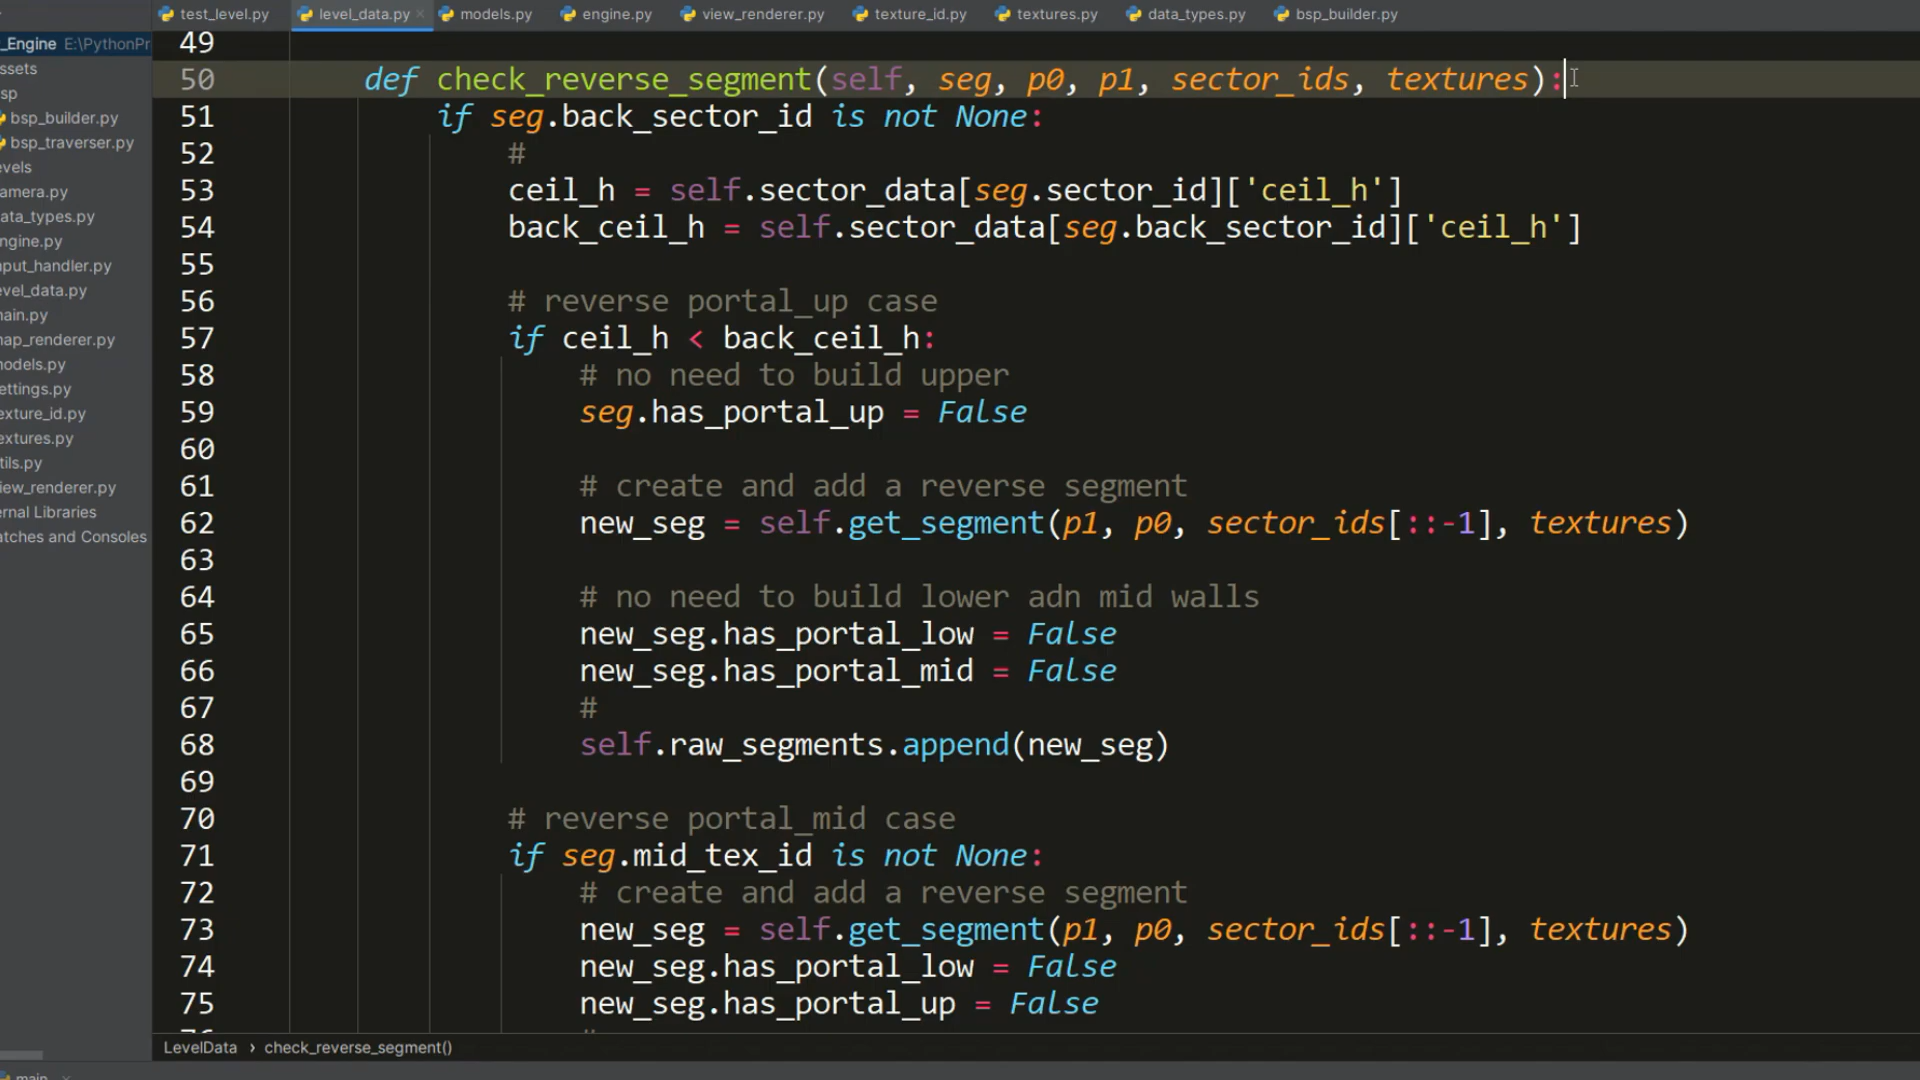 test_level.py level_data.py models.py engine.py view_renderer.py texture_id.py textures.py data_types.py bsp_builder.py
_Engine E:\PythonPr
ssets
sp
bsp_builder.py
bsp_traverser.py
evels
amera.py
ata_types.py
ngine.py
nput_handler.py
evel_data.py
main.py
map_renderer.py
models.py
ettings.py
exture_id.py
extures.py
tils.py
iew_renderer.py
ernal Libraries
atches and Consoles
49
50 def check_reverse_segment(self, seg, p0, p1, sector_ids, textures):
51 if seg.back_sector_id is not None:
52 #
53 ceil_h = self.sector_data[seg.sector_id]['ceil_h']
54 back_ceil_h = self.sector_data[seg.back_sector_id]['ceil_h']
55
56 # reverse portal_up case
57 if ceil_h < back_ceil_h:
58 # no need to build upper
59 seg.has_portal_up = False
60
61 # create and add a reverse segment
62 new_seg = self.get_segment(p1, p0, sector_ids[::-1], textures)
63
64 # no need to build lower adn mid walls
65 new_seg.has_portal_low = False
66 new_seg.has_portal_mid = False
67 #
68 self.raw_segments.append(new_seg)
69
70 # reverse portal_mid case
71 if seg.mid_tex_id is not None:
72 # create and add a reverse segment
73 new_seg = self.get_segment(p1, p0, sector_ids[::-1], textures)
74 new_seg.has_portal_low = False
75 new_seg.has_portal_up = False
LevelData › check_reverse_segment()
main